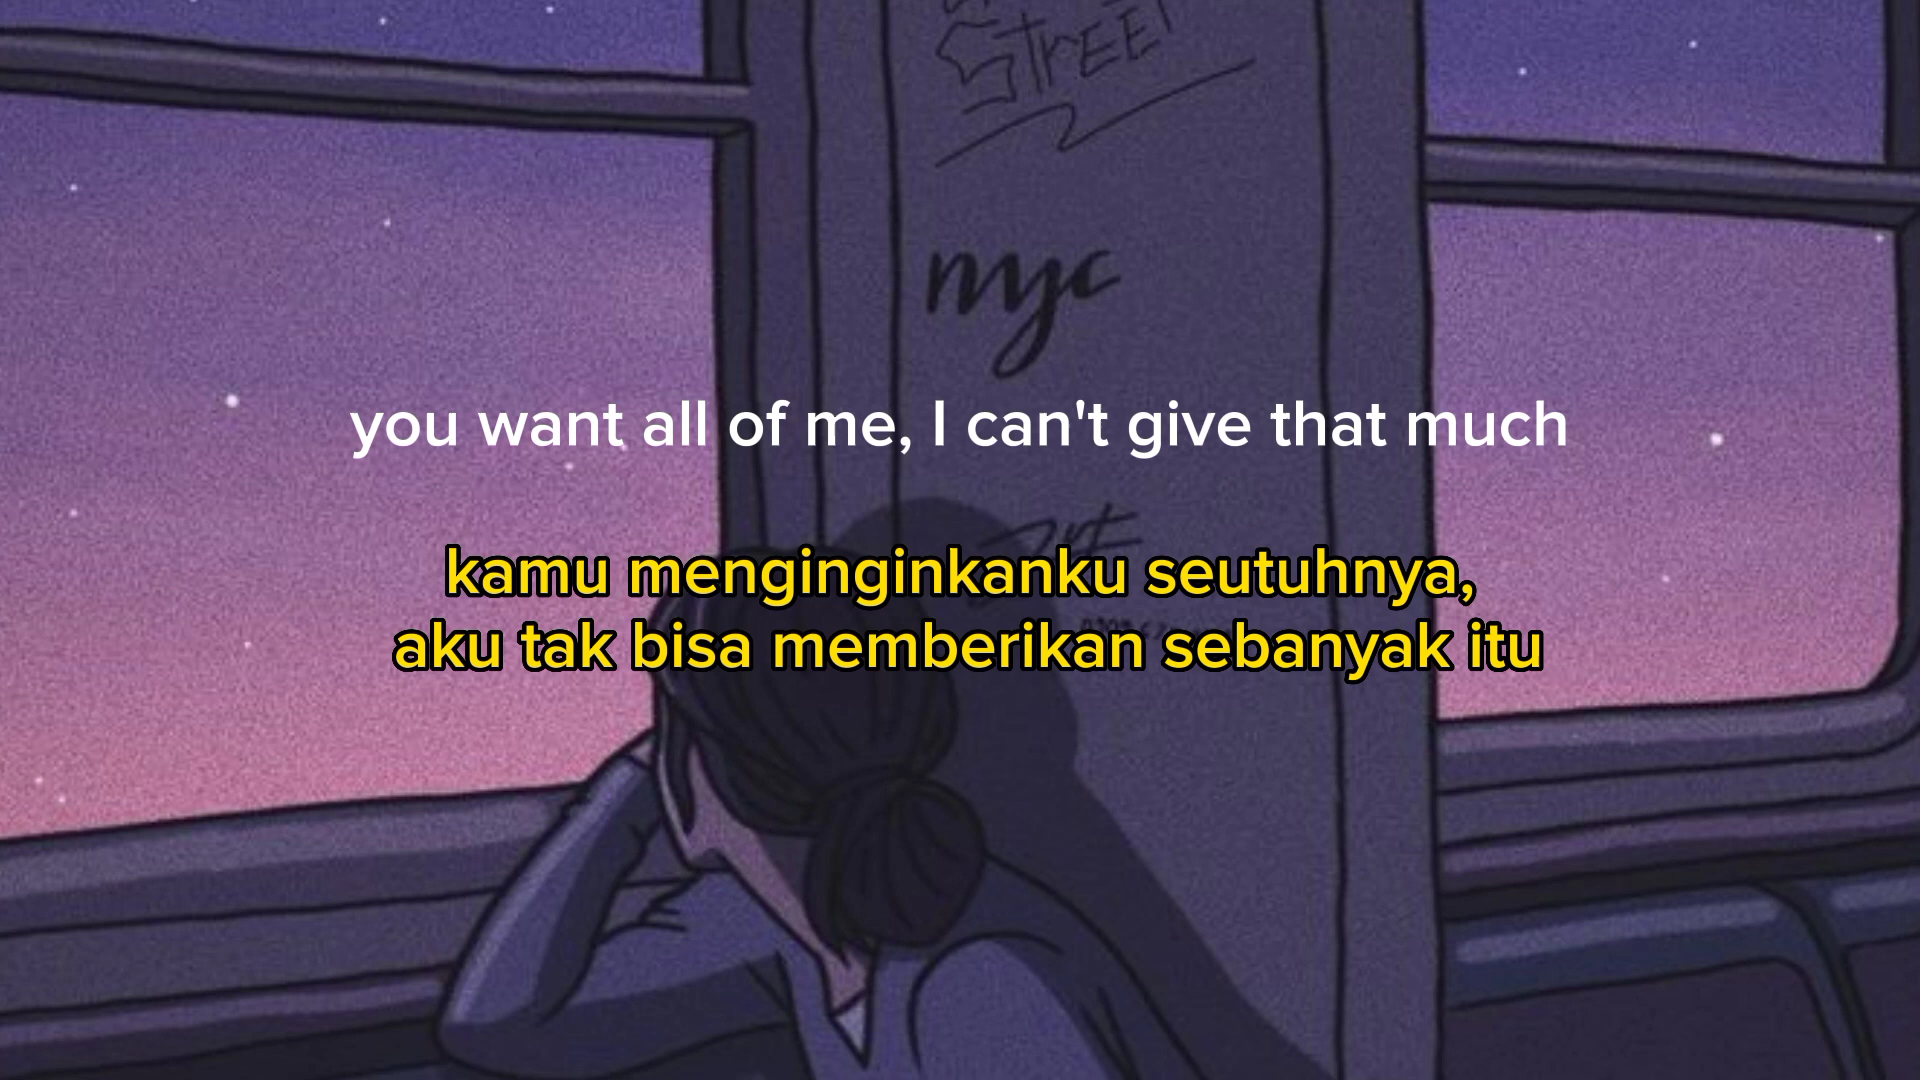 STREET
nyc
you want all of me, I can't give that much
kamu menginginkanku seutuhnya,
aku tak bisa memberikan sebanyak itu